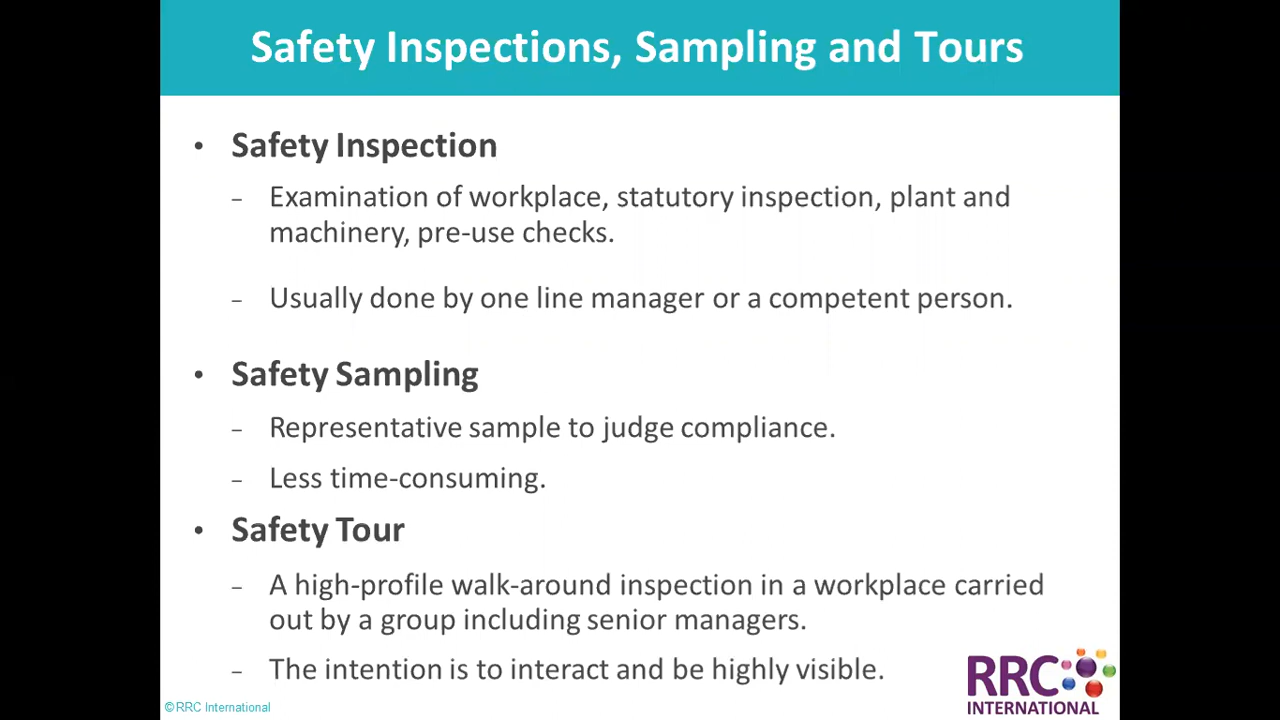 Safety Inspections, Sampling and Tours
• Safety Inspection
– Examination of workplace, statutory inspection, plant and
machinery, pre-use checks.
– Usually done by one line manager or a competent person.
• Safety Sampling
– Representative sample to judge compliance.
– Less time-consuming.
• Safety Tour
– A high-profile walk-around inspection in a workplace carried
out by a group including senior managers.
– The intention is to interact and be highly visible.
RRC
INTERNATIONAL
©RRC International